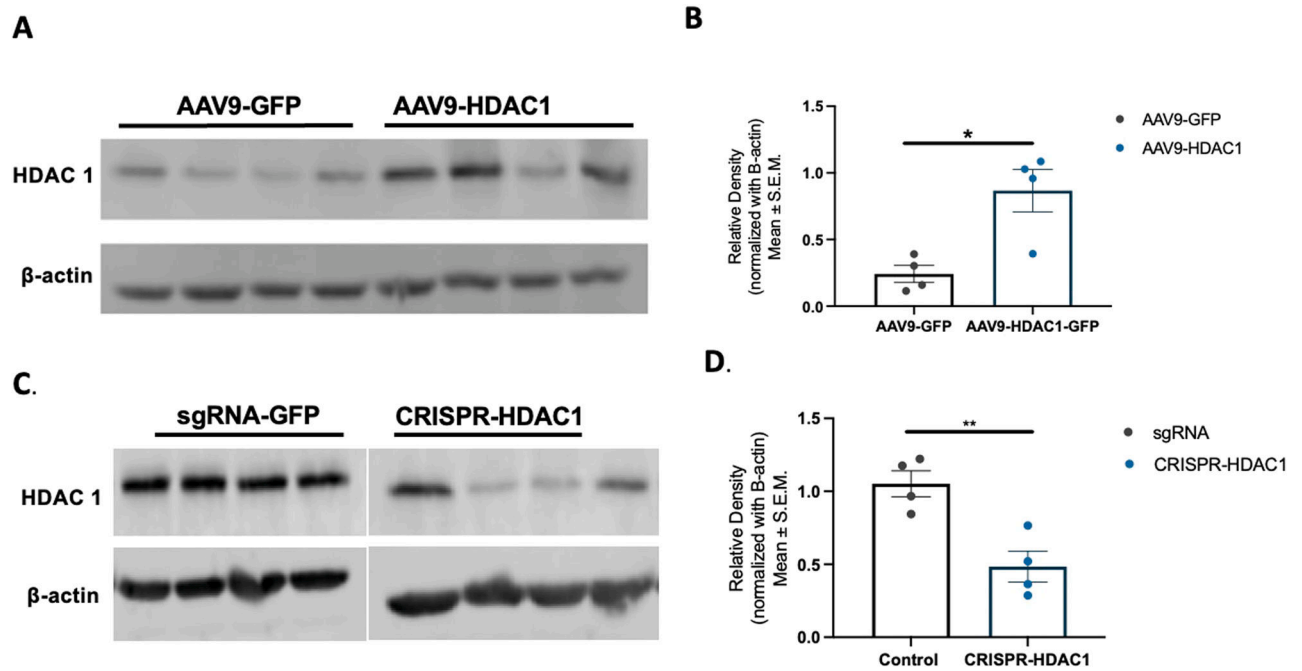 A
AAV9-GFP AAV9-HDAC1
HDAC 1
β-actin
B
Relative Density
(normalized with B-actin)
Mean ± S.E.M.
1.5
1.0
0.5
0.0
*
AAV9-GFP
AAV9-HDAC1
AAV9-GFP AAV9-HDAC1-GFP
C.
sgRNA-GFP CRISPR-HDAC1
HDAC 1
β-actin
D.
Relative Density
(normalized with B-actin)
Mean ± S.E.M.
1.5
1.0
0.5
0.0
**
sgRNA
CRISPR-HDAC1
Control CRISPR-HDAC1